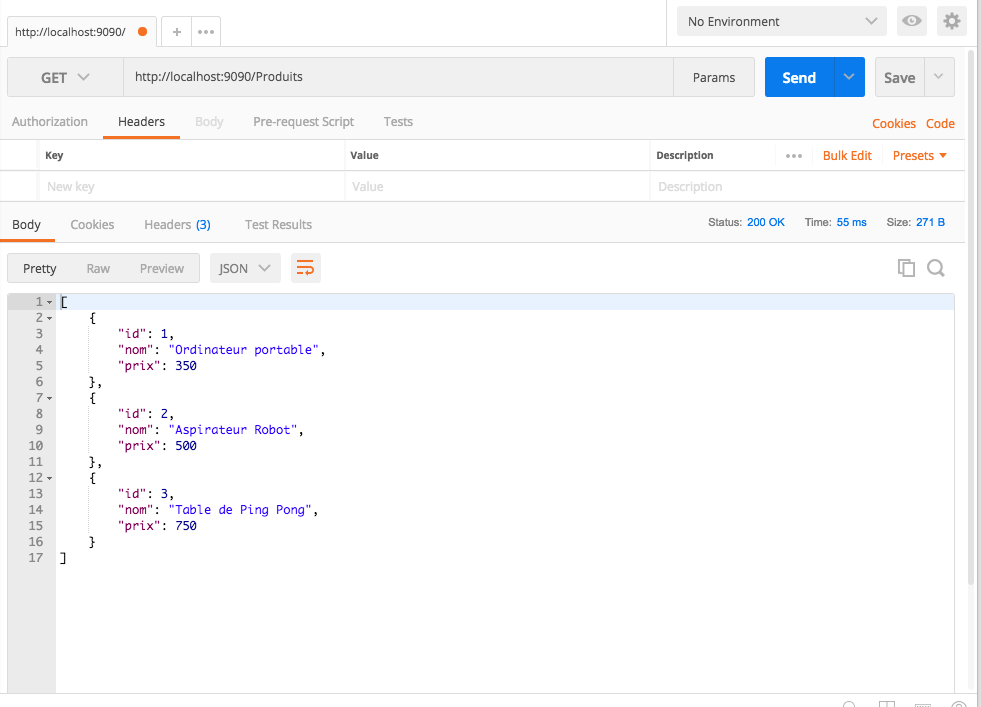 http://localhost:9090/ + ••• No Environment
GET http://localhost:9090/Produits Params Send Save
Authorization Headers Body Pre-request Script Tests Cookies Code
Key Value Description ••• Bulk Edit Presets
New key Value Description
Body Cookies Headers (3) Test Results Status: 200 OK Time: 55 ms Size: 271 B
Pretty Raw Preview JSON
1 [
2 {
3 "id": 1,
4 "nom": "Ordinateur portable",
5 "prix": 350
6 },
7 {
8 "id": 2,
9 "nom": "Aspirateur Robot",
10 "prix": 500
11 },
12 {
13 "id": 3,
14 "nom": "Table de Ping Pong",
15 "prix": 750
16 }
17 ]